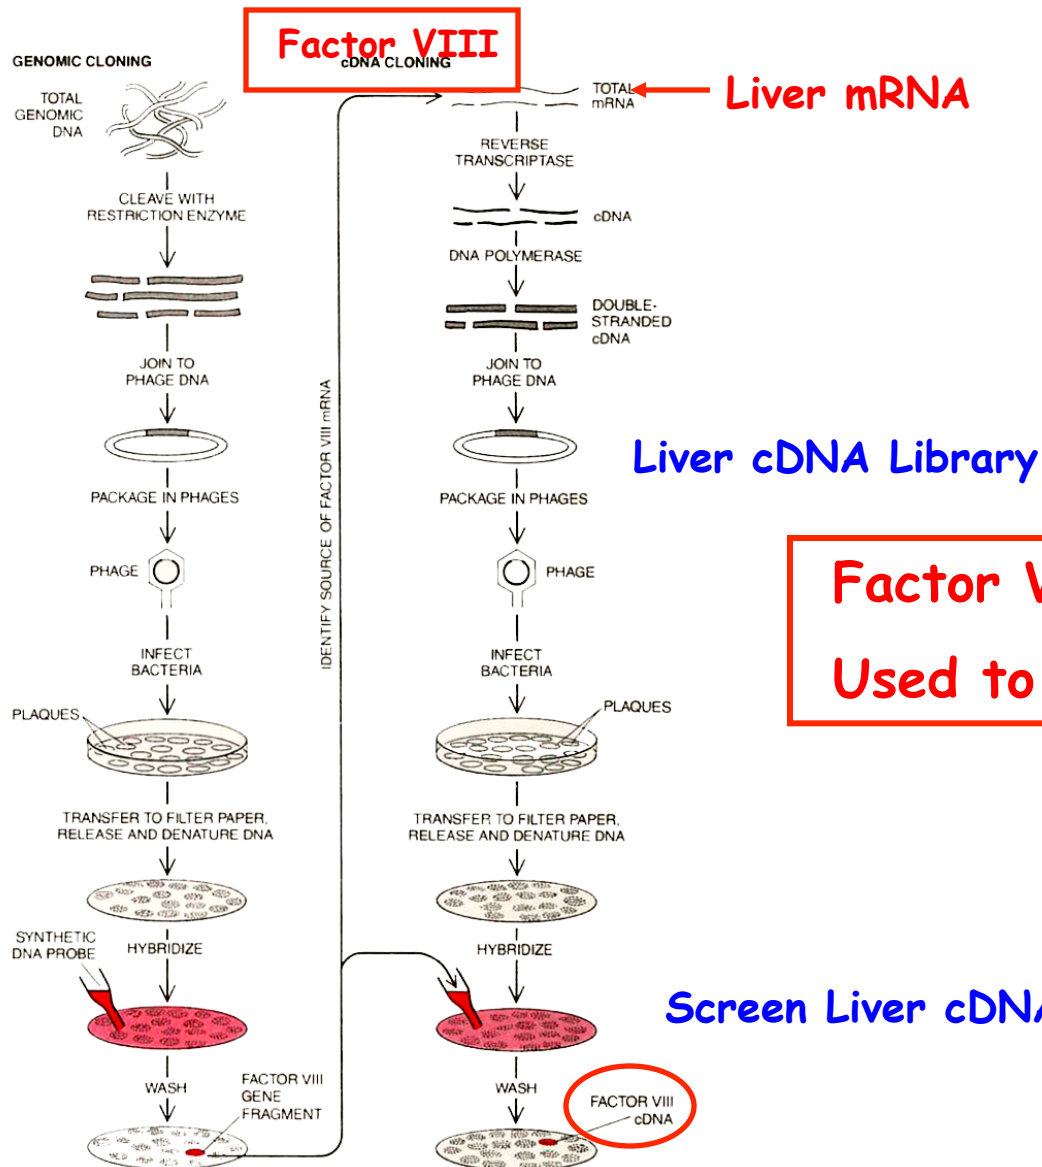 Factor VIII
GENOMIC CLONING
TOTAL
GENOMIC
DNA
CLEAVE WITH
RESTRICTION ENZYME
JOIN TO
PHAGE DNA
PACKAGE IN PHAGES
PHAGE
INFECT
BACTERIA
PLAQUES
TRANSFER TO FILTER PAPER,
RELEASE AND DENATURE DNA
SYNTHETIC
DNA PROBE
HYBRIDIZE
WASH
FACTOR VIII
GENE
FRAGMENT
IDENTIFY SOURCE OF FACTOR VIII mRNA
cDNA CLONING
TOTAL
mRNA
Liver mRNA
REVERSE
TRANSCRIPTASE
cDNA
DNA POLYMERASE
DOUBLE-
STRANDED
cDNA
JOIN TO
PHAGE DNA
Liver cDNA Library
PACKAGE IN PHAGES
PHAGE
Factor V
Used to
INFECT
BACTERIA
PLAQUES
TRANSFER TO FILTER PAPER,
RELEASE AND DENATURE DNA
HYBRIDIZE
Screen Liver cDNA
WASH
FACTOR VIII
cDNA